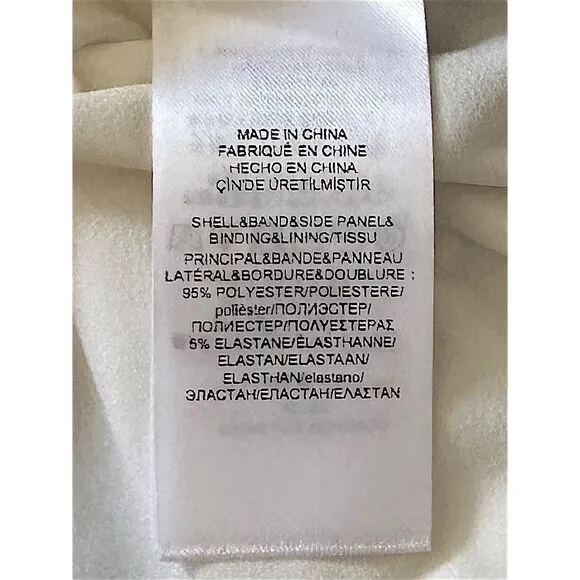 MADE IN CHINA
FABRIQUÉ EN CHINE
HECHO EN CHINA
ÇİN'DE ÜRETİLMİŞTİR
SHELL&BAND&SIDE PANEL&
BINDING&LINING/TISSU
PRINCIPAL&BANDE&PANNEAU
LATÉRAL&BORDURE&DOUBLURE :
95% POLYESTER/POLIESTERE/
poliėster/ПОЛИЭСТЕР/
ПОЛИЕСТЕР/ΠΟΛΥΕΣΤΕΡΑΣ
5% ELASTANE/ÉLASTHANNE/
ELASTAN/ELASTAAN/
ELASTHAN/elastano/
ЭЛАСТАН/ЕЛАСТАН/ΕΛΑΣΤΑΝ